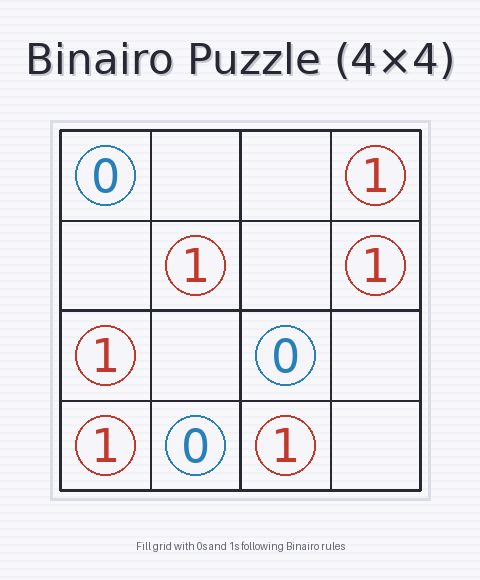 Binairo Puzzle (4×4)
0 1
1 1
1 0
1 0 1
Fill grid with 0s and 1s following Binairo rules